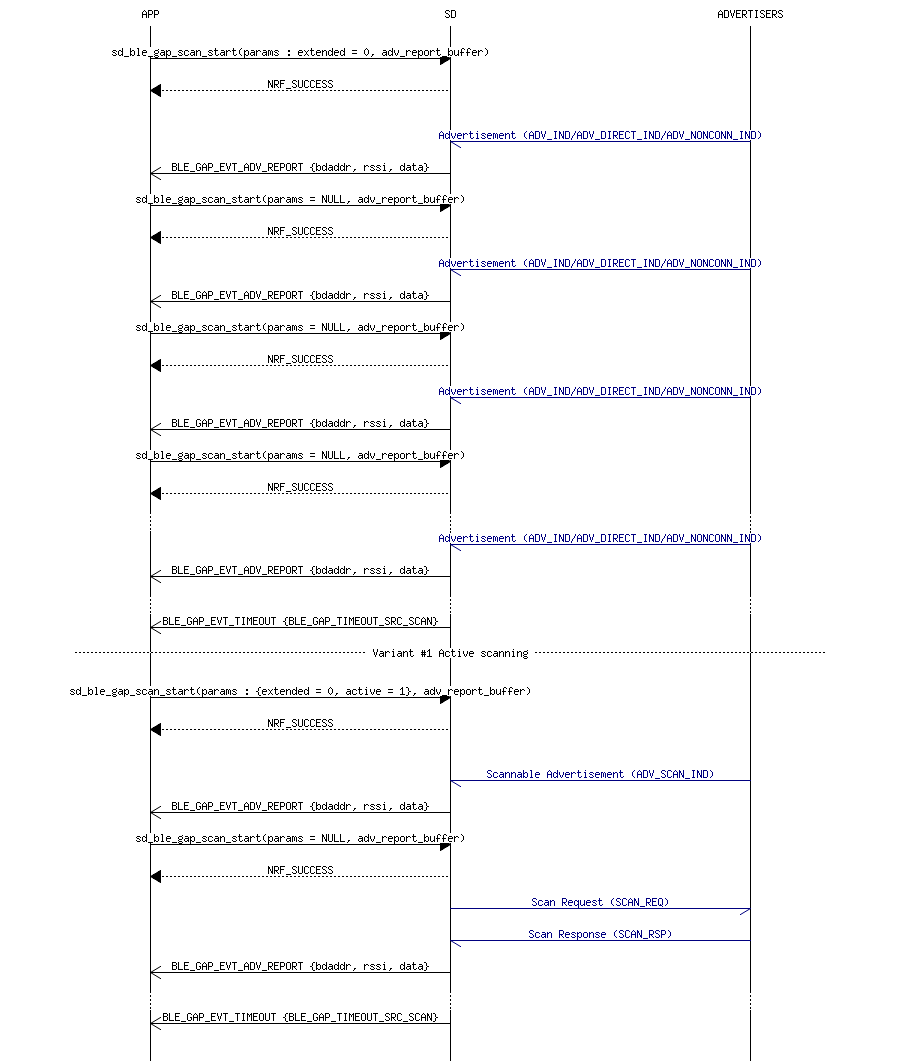 APP SD ADVERTISERS
sd_ble_gap_scan_start(params : extended = 0, adv_report_buffer)
NRF_SUCCESS
Advertisement (ADV_IND/ADV_DIRECT_IND/ADV_NONCONN_IND)
BLE_GAP_EVT_ADV_REPORT {bdaddr, rssi, data}
sd_ble_gap_scan_start(params = NULL, adv_report_buffer)
NRF_SUCCESS
Advertisement (ADV_IND/ADV_DIRECT_IND/ADV_NONCONN_IND)
BLE_GAP_EVT_ADV_REPORT {bdaddr, rssi, data}
sd_ble_gap_scan_start(params = NULL, adv_report_buffer)
NRF_SUCCESS
Advertisement (ADV_IND/ADV_DIRECT_IND/ADV_NONCONN_IND)
BLE_GAP_EVT_ADV_REPORT {bdaddr, rssi, data}
sd_ble_gap_scan_start(params = NULL, adv_report_buffer)
NRF_SUCCESS
Advertisement (ADV_IND/ADV_DIRECT_IND/ADV_NONCONN_IND)
BLE_GAP_EVT_ADV_REPORT {bdaddr, rssi, data}
BLE_GAP_EVT_TIMEOUT {BLE_GAP_TIMEOUT_SRC_SCAN}
Variant #1 Active scanning
sd_ble_gap_scan_start(params : {extended = 0, active = 1}, adv_report_buffer)
NRF_SUCCESS
Scannable Advertisement (ADV_SCAN_IND)
BLE_GAP_EVT_ADV_REPORT {bdaddr, rssi, data}
sd_ble_gap_scan_start(params = NULL, adv_report_buffer)
NRF_SUCCESS
Scan Request (SCAN_REQ)
Scan Response (SCAN_RSP)
BLE_GAP_EVT_ADV_REPORT {bdaddr, rssi, data}
BLE_GAP_EVT_TIMEOUT {BLE_GAP_TIMEOUT_SRC_SCAN}